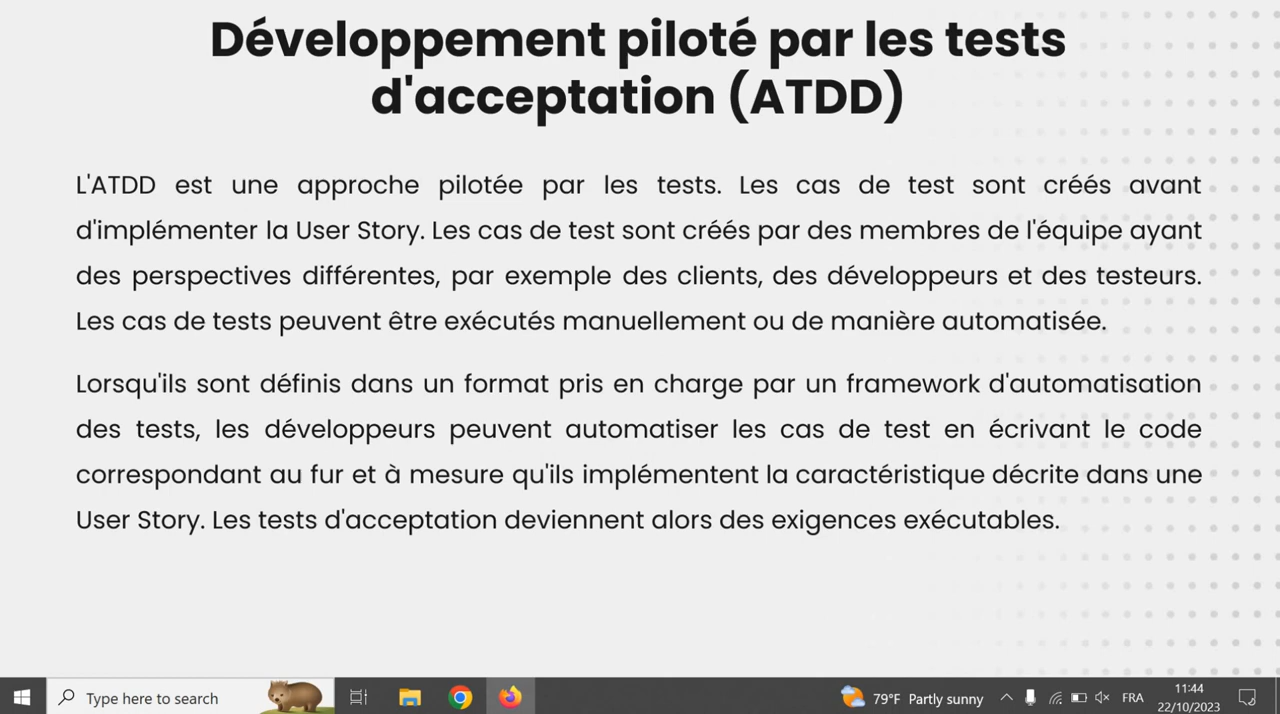 Développement piloté par les tests
d'acceptation (ATDD)
L'ATDD est une approche pilotée par les tests. Les cas de test sont créés avant
d'implémenter la User Story. Les cas de test sont créés par des membres de l'équipe ayant
des perspectives différentes, par exemple des clients, des développeurs et des testeurs.
Les cas de tests peuvent être exécutés manuellement ou de manière automatisée.
Lorsqu'ils sont définis dans un format pris en charge par un framework d'automatisation
des tests, les développeurs peuvent automatiser les cas de test en écrivant le code
correspondant au fur et à mesure qu'ils implémentent la caractéristique décrite dans une
User Story. Les tests d'acceptation deviennent alors des exigences exécutables.
Type here to search
79°F Partly sunny
FRA
11:44
22/10/2023